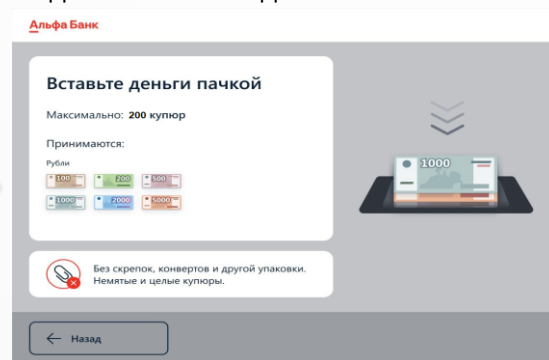 Альфа Банк
Вставьте деньги пачкой
Максимально: 200 купюр
Принимаются:
Рубли
100 200 500
1000 2000 5000
1000
Без скрепок, конвертов и другой упаковки.
Немятые и целые купюры.
Назад